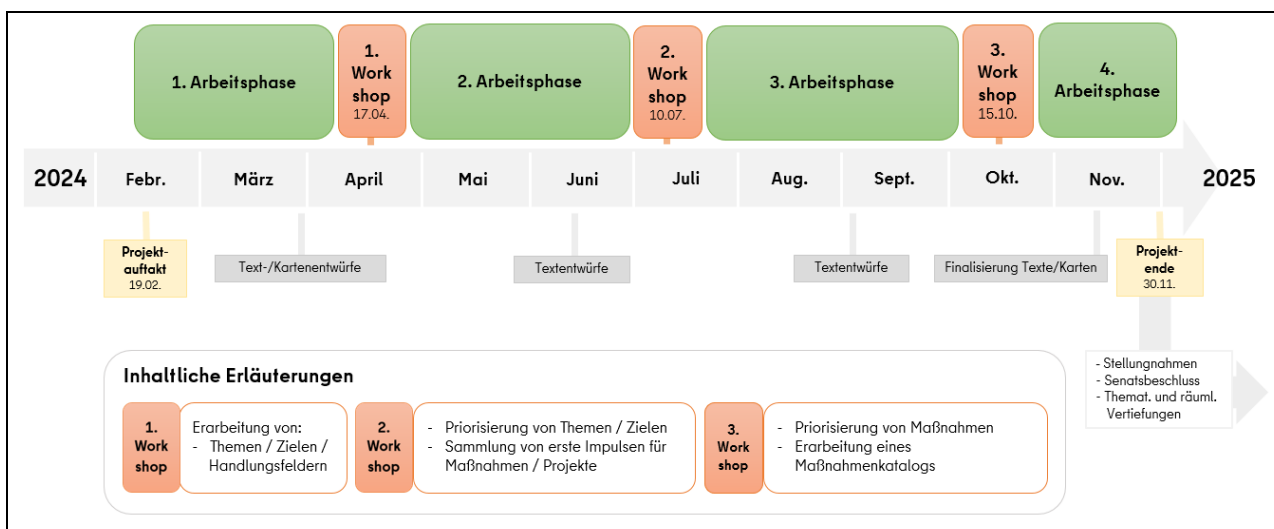 1. Arbeitsphase
1.
Work
shop
17.04.
2. Arbeitsphase
2.
Work
shop
10.07.
3. Arbeitsphase
3.
Work
shop
15.10.
4.
Arbeitsphase
2024 Febr. März April Mai Juni Juli Aug. Sept. Okt. Nov. 2025
Projekt-
auftakt
19.02.
Text-/Kartenentwürfe
Textentwürfe
Textentwürfe
Finalisierung Texte/Karten
Projekt-
ende
30.11.
- Stellungnahmen
- Senatsbeschluss
- Themat. und räuml.
Vertiefungen
Inhaltliche Erläuterungen
1.
Work
shop
Erarbeitung von:
- Themen / Zielen /
Handlungsfeldern
2.
Work
shop
- Priorisierung von Themen / Zielen
- Sammlung von erste Impulsen für
Maßnahmen / Projekte
3.
Work
shop
- Priorisierung von Maßnahmen
- Erarbeitung eines
Maßnahmenkatalogs